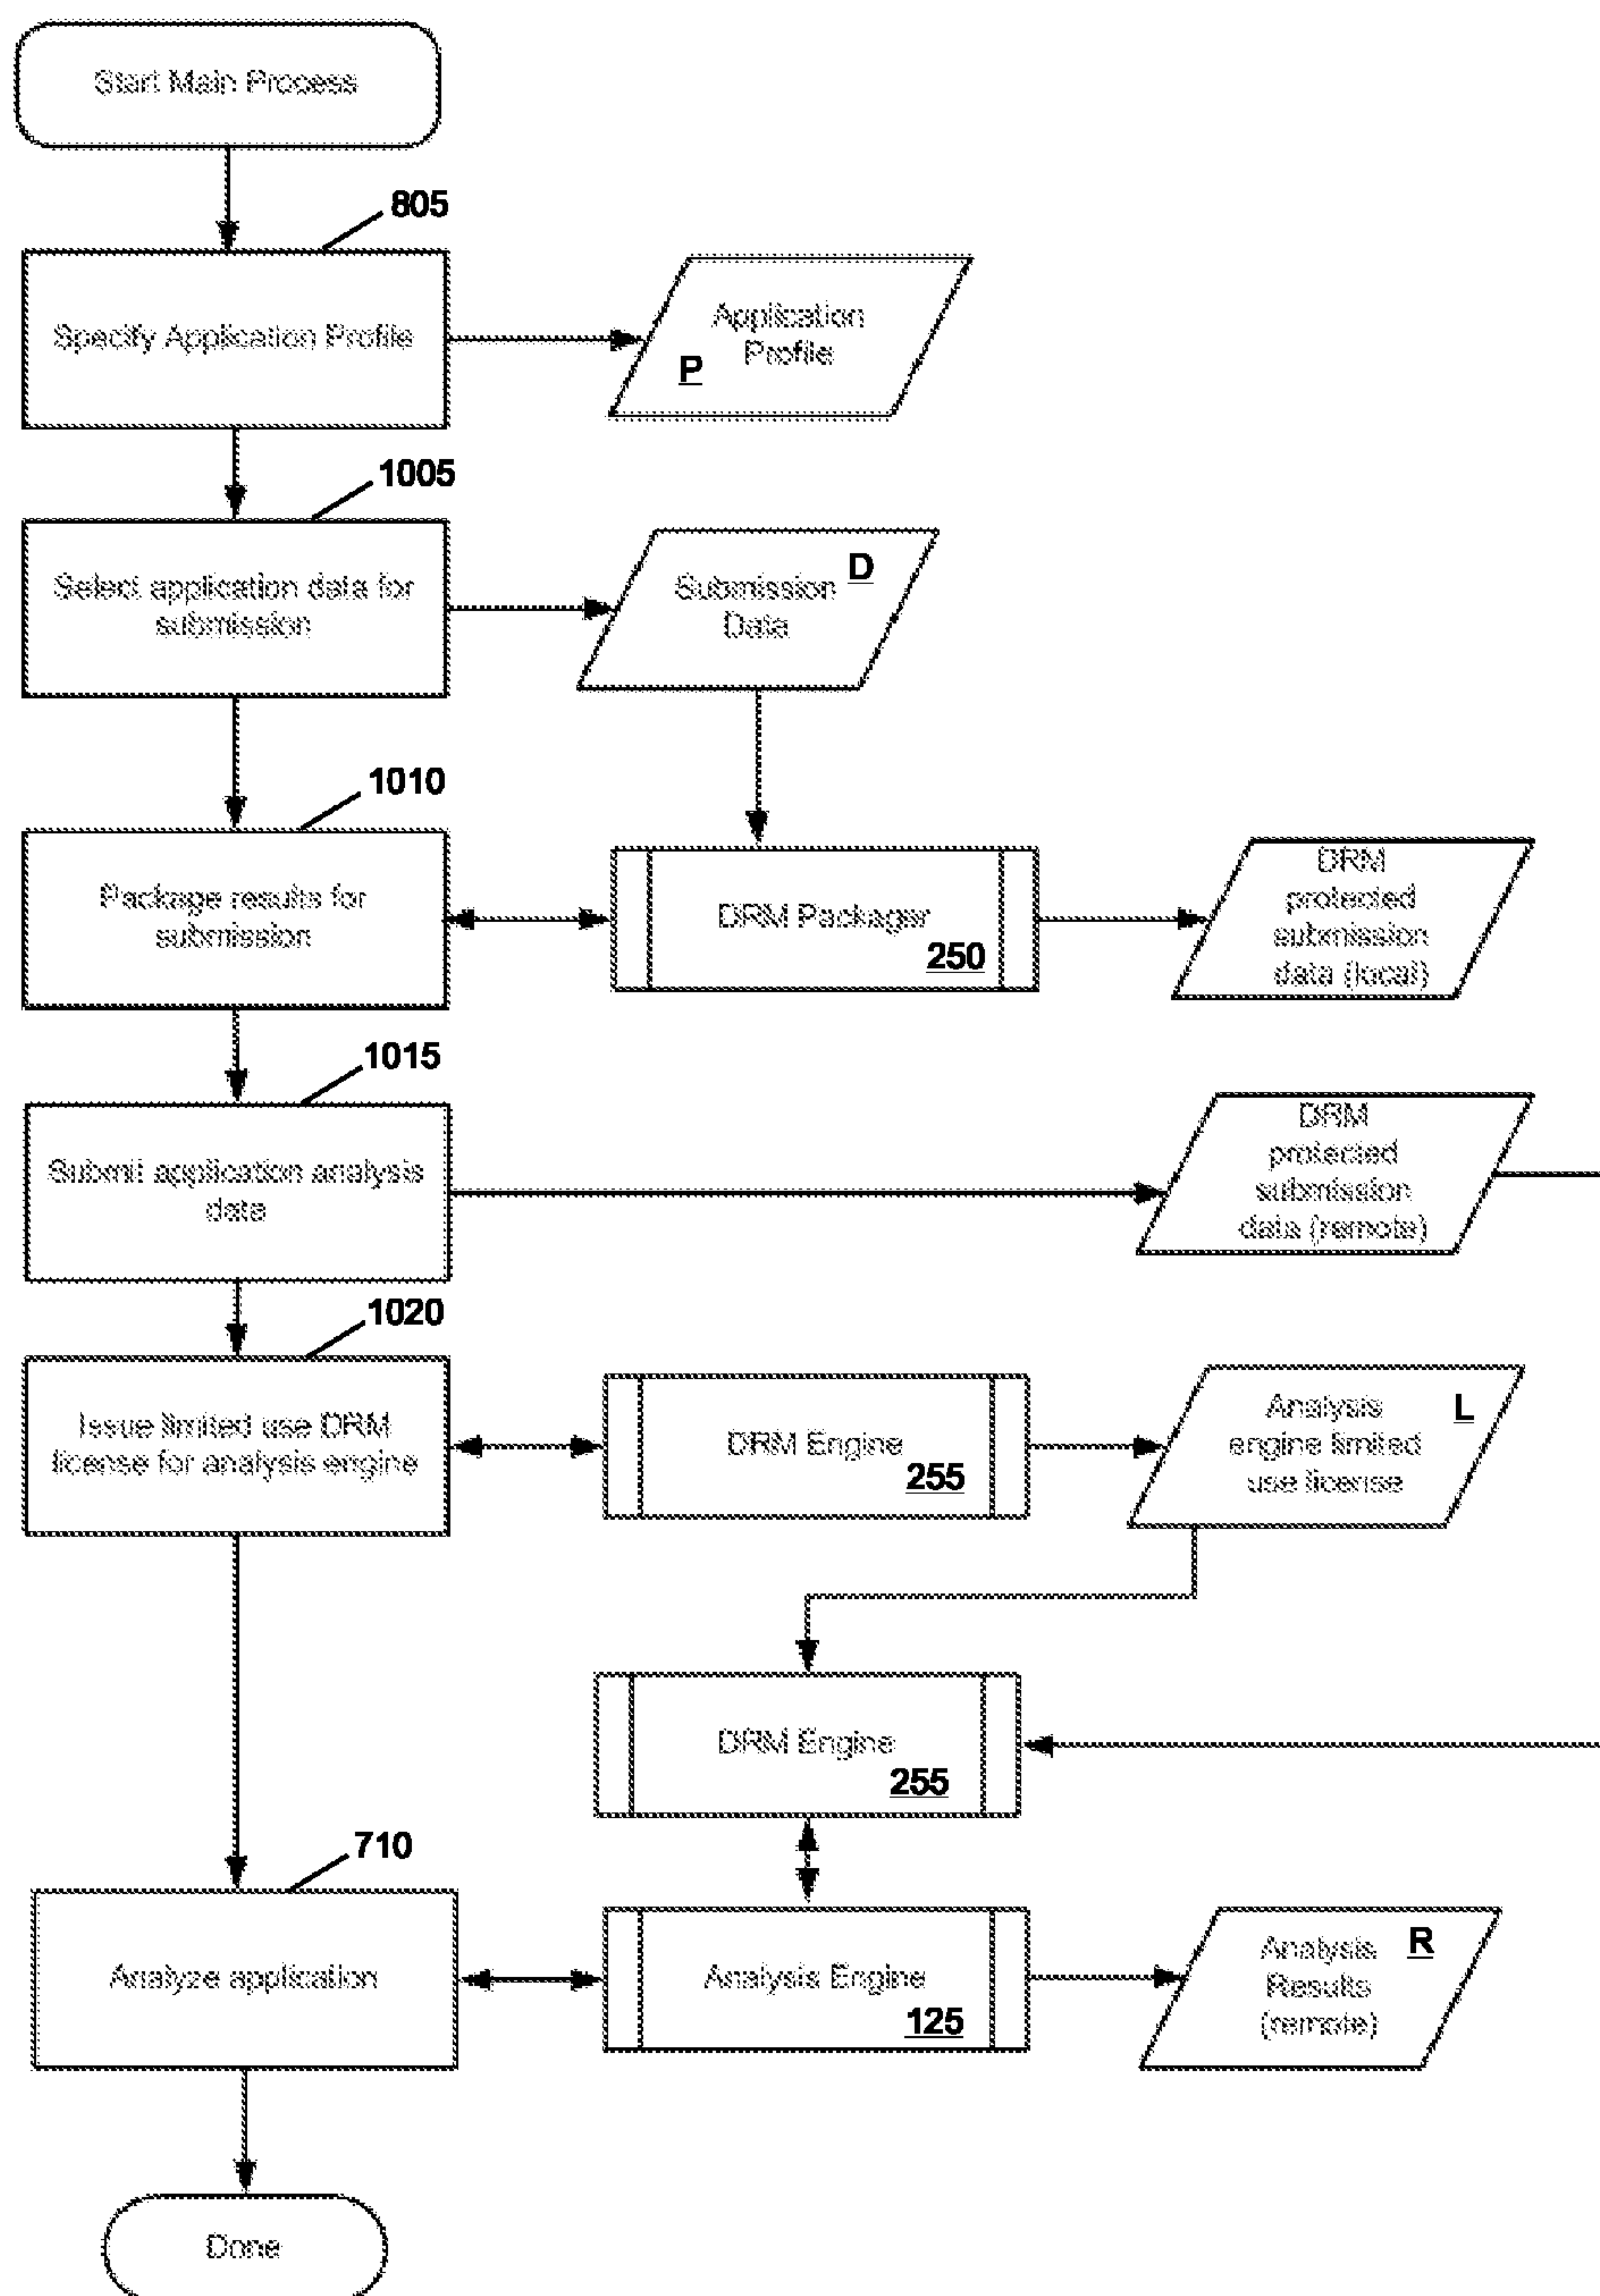 Start Main Process
805
Specify Application Profile
Application
Profile
P
1005
Select application data for
submission
D
Submission
Data
1010
Package results for
submission
DRM Packager
250
DRM
protected
submission
data (local)
1015
Submit application analysis
data
DRM
protected
submission
data (remote)
1020
Issue limited use DRM
license for analysis engine
DRM Engine
255
Analysis
engine limited
use license
L
DRM Engine
255
710
Analyze application
Analysis Engine
125
Analysis
Results
(remote)
R
Done